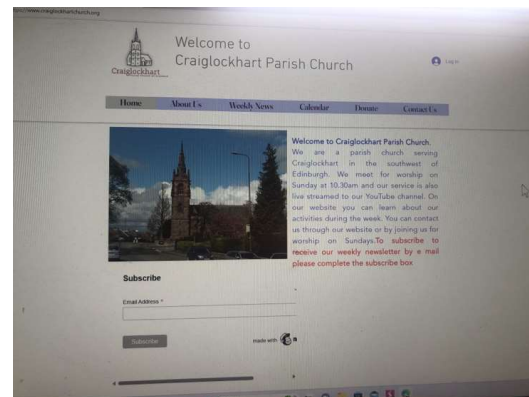 www.craiglockhartchurch.org
Welcome to
Craiglockhart Parish Church
Craiglockhart
Log In
Home About Us Weekly News Calendar Donate Contact Us
Welcome to Craiglockhart Parish Church.
We are a parish church serving
Craiglockhart in the southwest of
Edinburgh. We meet for worship on
Sunday at 10.30am and our service is also
live streamed to our YouTube channel. On
our website you can learn about our
activities during the week. You can contact
us through our website or by joining us for
worship on Sundays.To subscribe to
receive our weekly newsletter by e mail
please complete the subscribe box
Subscribe
Email Address *
Subscribe
made with